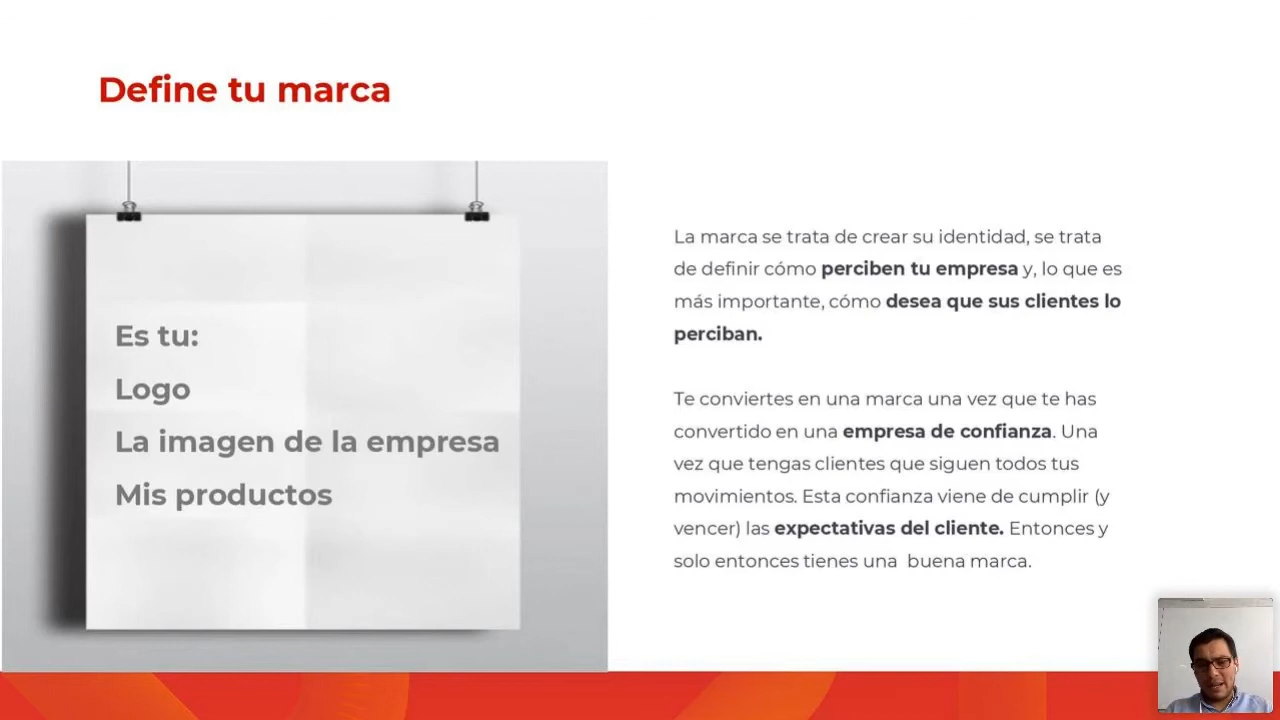 Define tu marca
Es tu:
Logo
La imagen de la empresa
Mis productos
La marca se trata de crear su identidad, se trata
de definir cómo perciben tu empresa y, lo que es
más importante, cómo desea que sus clientes lo
perciban.
Te conviertes en una marca una vez que te has
convertido en una empresa de confianza. Una
vez que tengas clientes que siguen todos tus
movimientos. Esta confianza viene de cumplir (y
vencer) las expectativas del cliente. Entonces y
solo entonces tienes una  buena marca.